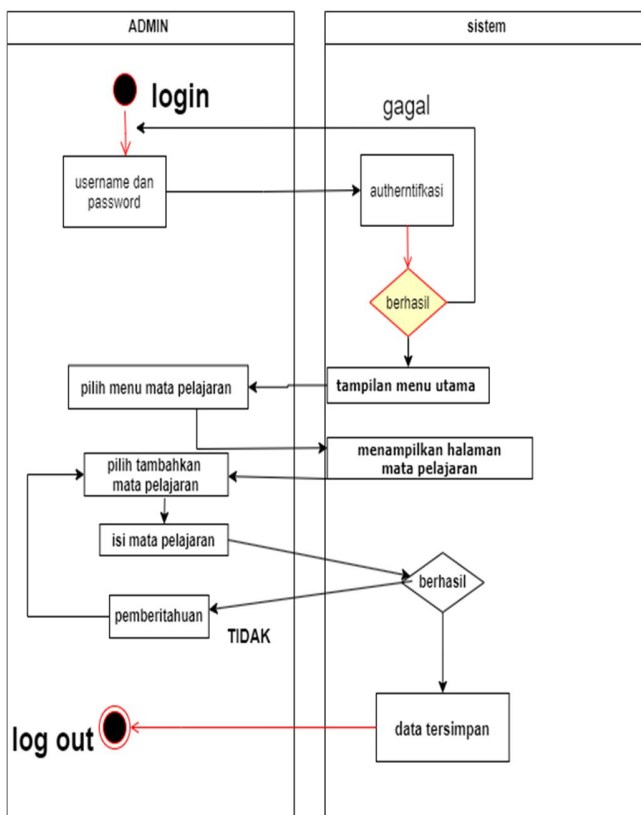 ADMIN
sistem
login
gagal
username dan
password
autherntifkasi
berhasil
pilih menu mata pelajaran
tampilan menu utama
menampilkan halaman
mata pelajaran
pilih tambahkan
mata pelajaran
isi mata pelajaran
berhasil
pemberitahuan
TIDAK
log out
data tersimpan